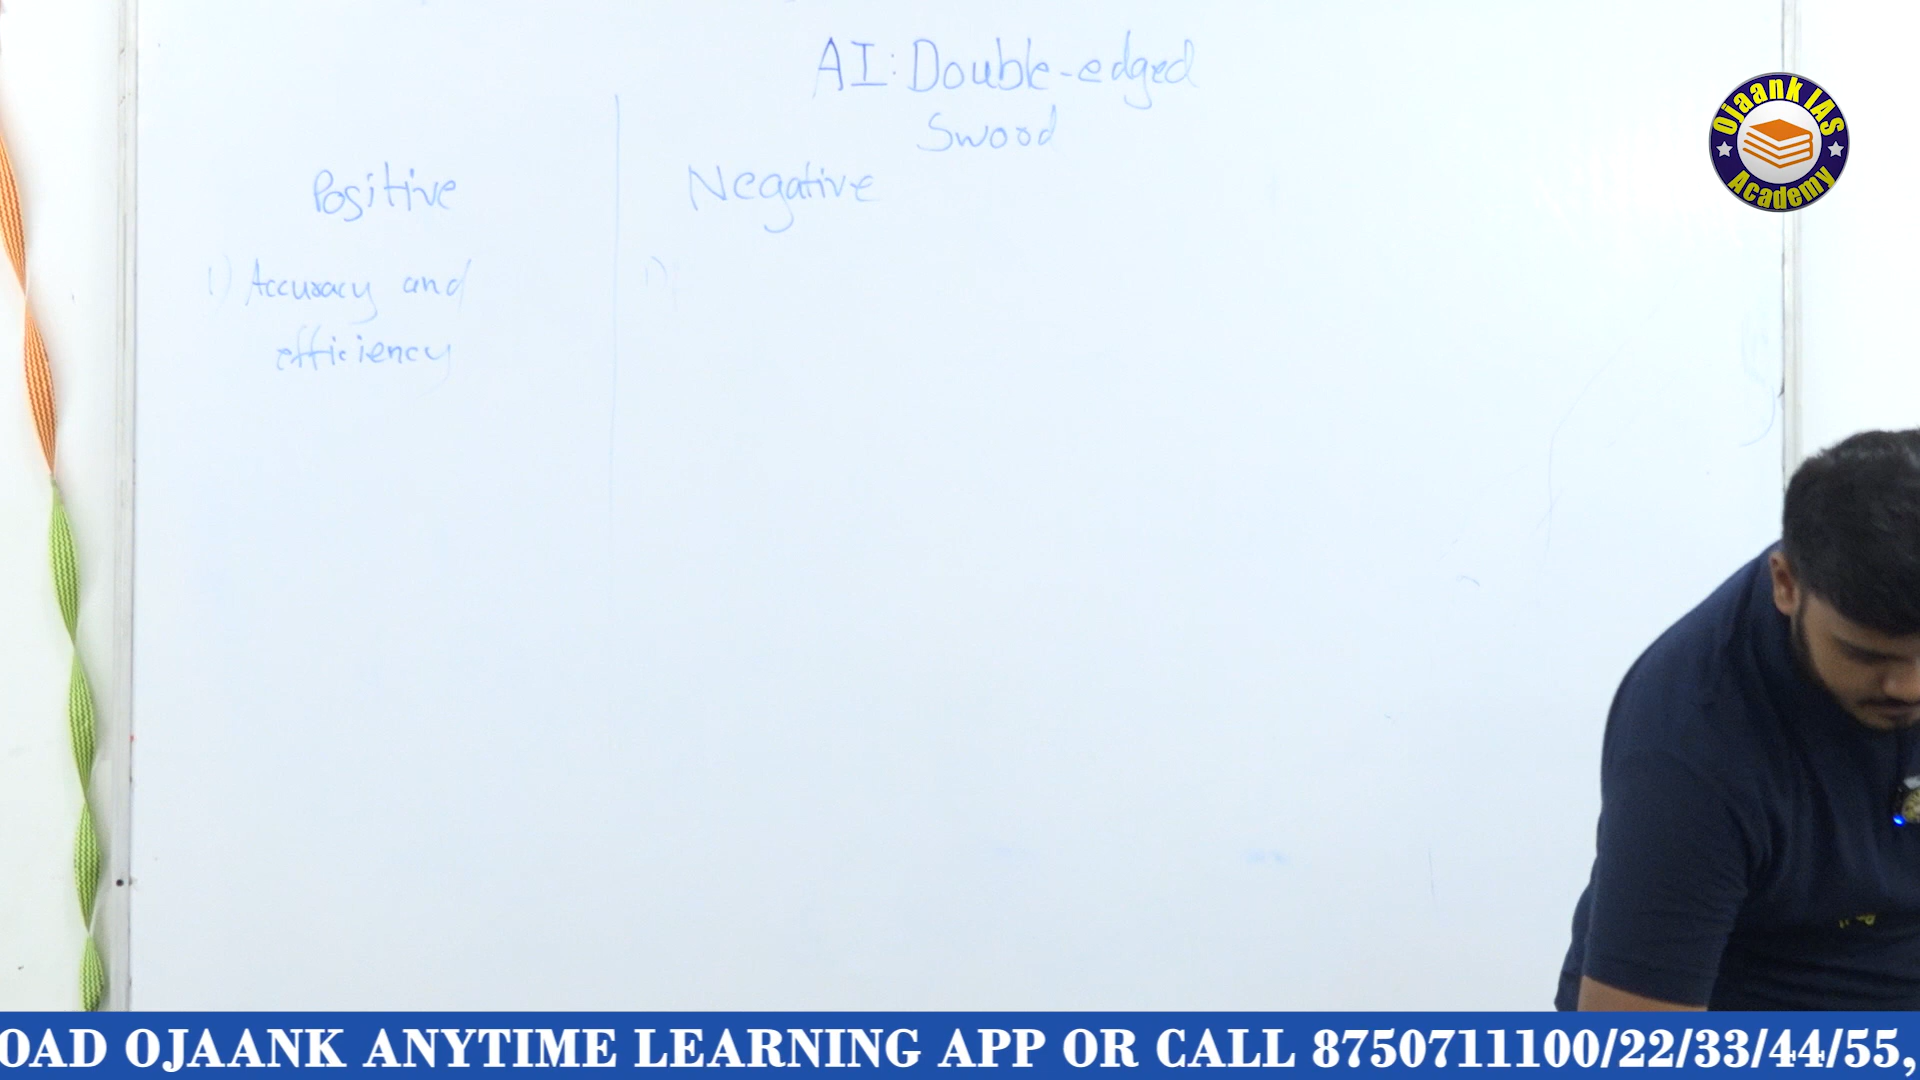 AI: Double-edged
Sword
Positive
Negative
1) Accuracy and
efficiency
1)
Ojaank IAS
Academy
OAD OJAANK ANYTIME LEARNING APP OR CALL 8750711100/22/33/44/55,